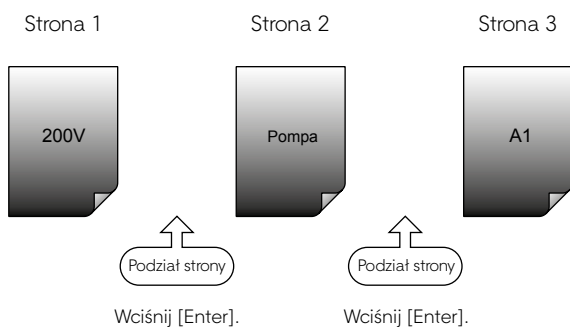 Strona 1 Strona 2 Strona 3
200V Pompa A1
Podział strony Podział strony
Wciśnij [Enter]. Wciśnij [Enter].